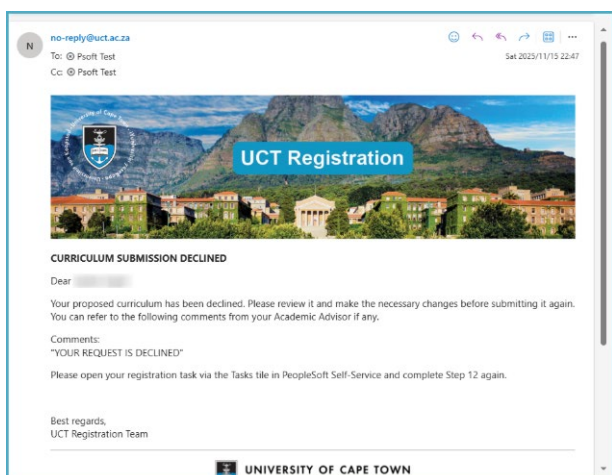 N
no-reply@uct.ac.za
To: Psoft Test
Cc: Psoft Test
Sat 2025/11/15 22:47
UCT Registration
CURRICULUM SUBMISSION DECLINED
Dear
Your proposed curriculum has been declined. Please review it and make the necessary changes before submitting it again.
You can refer to the following comments from your Academic Advisor if any.
Comments:
"YOUR REQUEST IS DECLINED"
Please open your registration task via the Tasks tile in PeopleSoft Self-Service and complete Step 12 again.
Best regards,
UCT Registration Team
UNIVERSITY OF CAPE TOWN